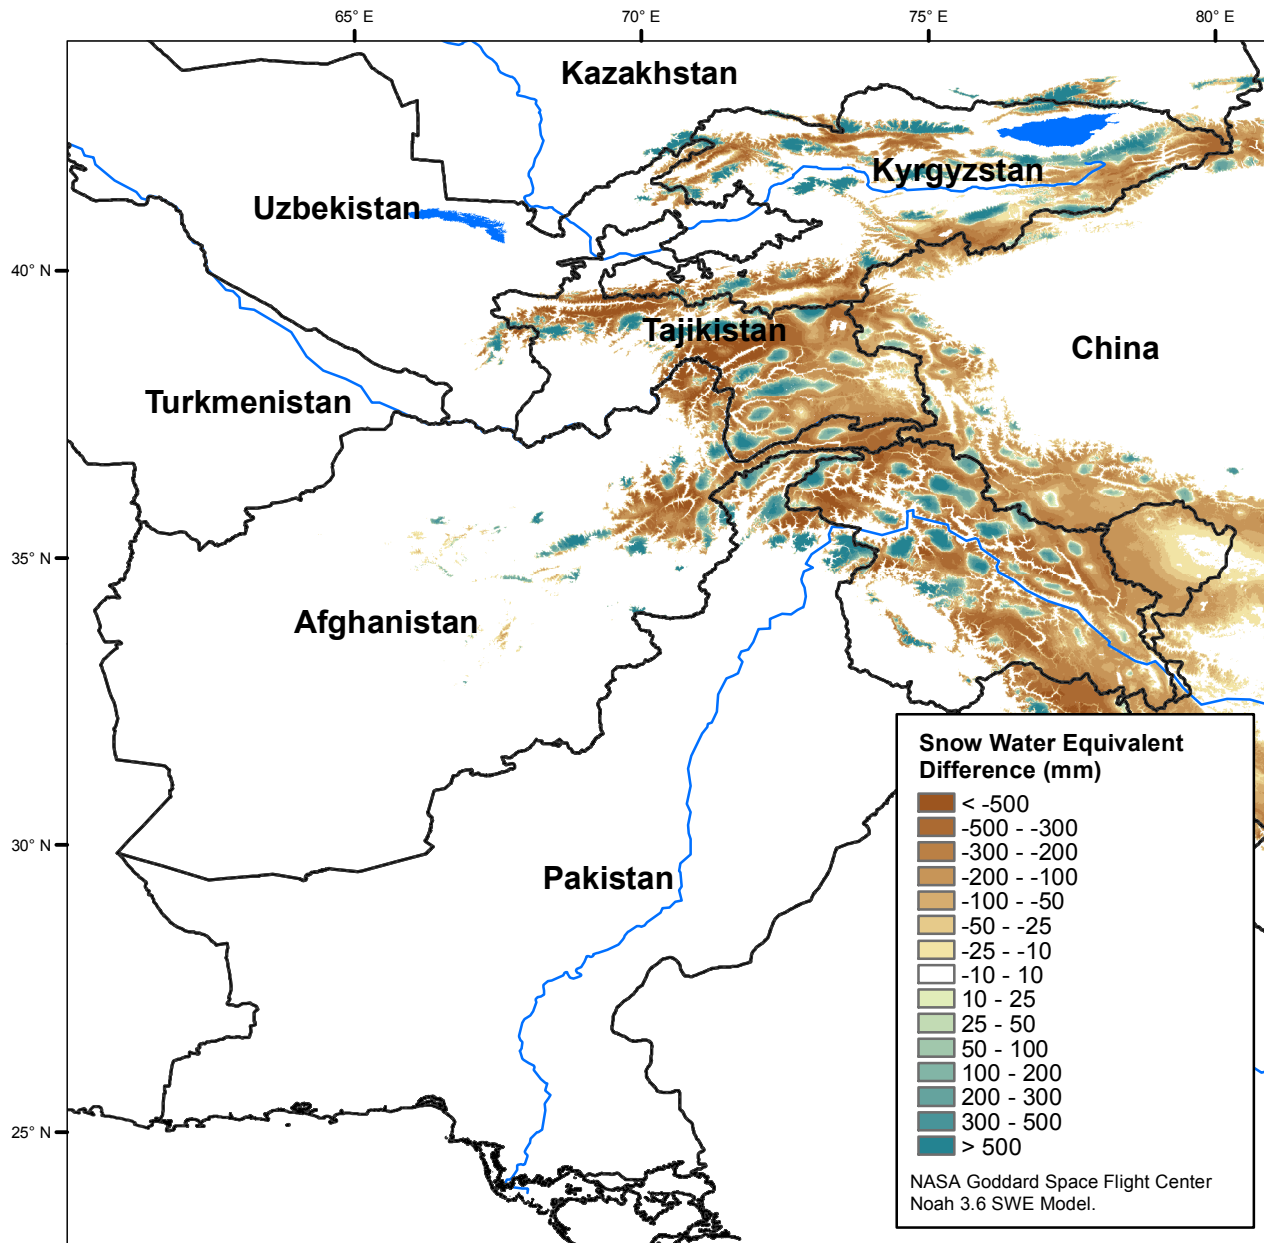 65° E
70° E
75° E
80° E
Kazakhstan
Kyrgyzstan
Uzbekistan
40° N
Tajikistan
China
Turkmenistan
35° N
Afghanistan
Snow Water Equivalent
Difference (mm)
< -500
-500 - -300
-300 - -200
-200 - -100
-100 - -50
-50 - -25
-25 - -10
-10 - 10
10 - 25
25 - 50
50 - 100
100 - 200
200 - 300
300 - 500
> 500
NASA Goddard Space Flight Center
Noah 3.6 SWE Model.
30° N
Pakistan
25° N